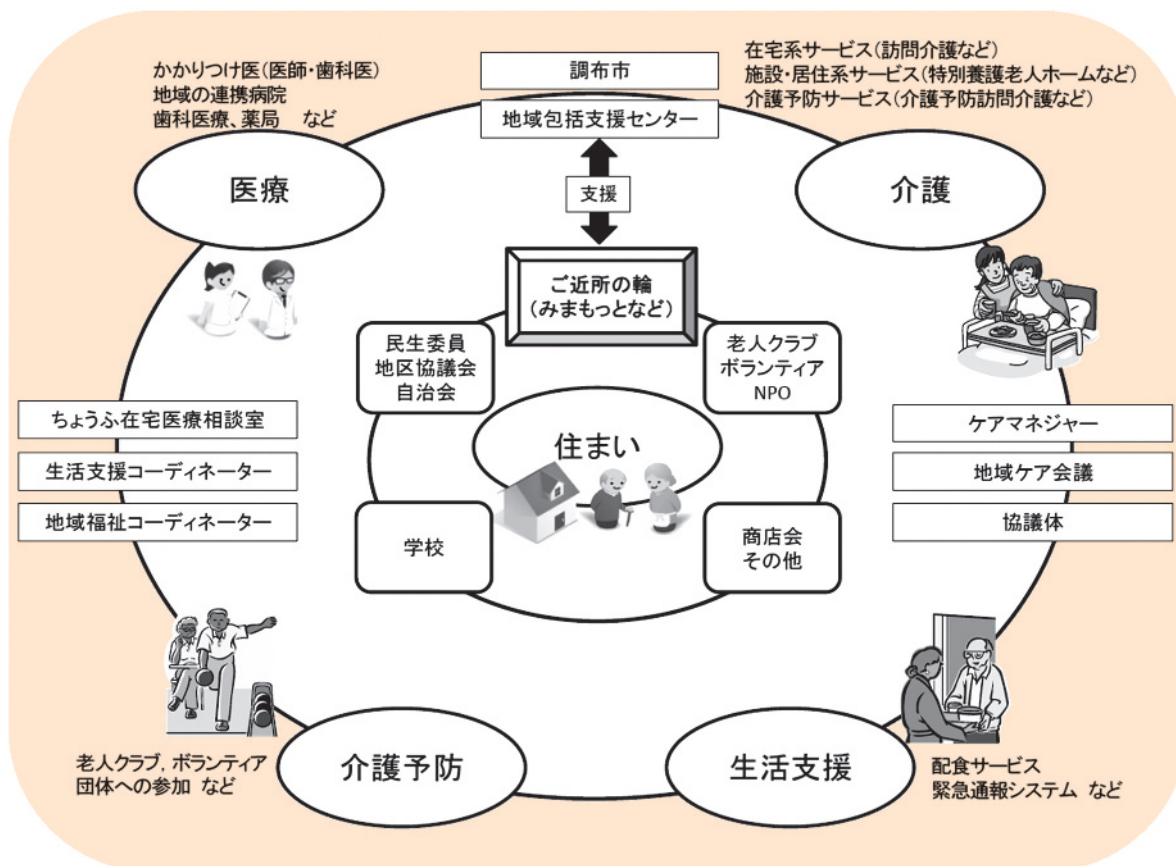 かかりつけ医(医師・歯科医)
地域の連携病院
歯科医療、薬局 など
調布市
地域包括支援センター
在宅系サービス(訪問介護など)
施設・居住系サービス(特別養護老人ホームなど)
介護予防サービス(介護予防訪問介護など)
医療
支援
介護
ご近所の輪
(みまもっとなど)
民生委員
地区協議会
自治会
老人クラブ
ボランティア
NPO
ちょうふ在宅医療相談室
生活支援コーディネーター
地域福祉コーディネーター
住まい
ケアマネジャー
地域ケア会議
協議体
学校
商店会
その他
老人クラブ, ボランティア
団体への参加 など
介護予防
生活支援
配食サービス
緊急通報システム など